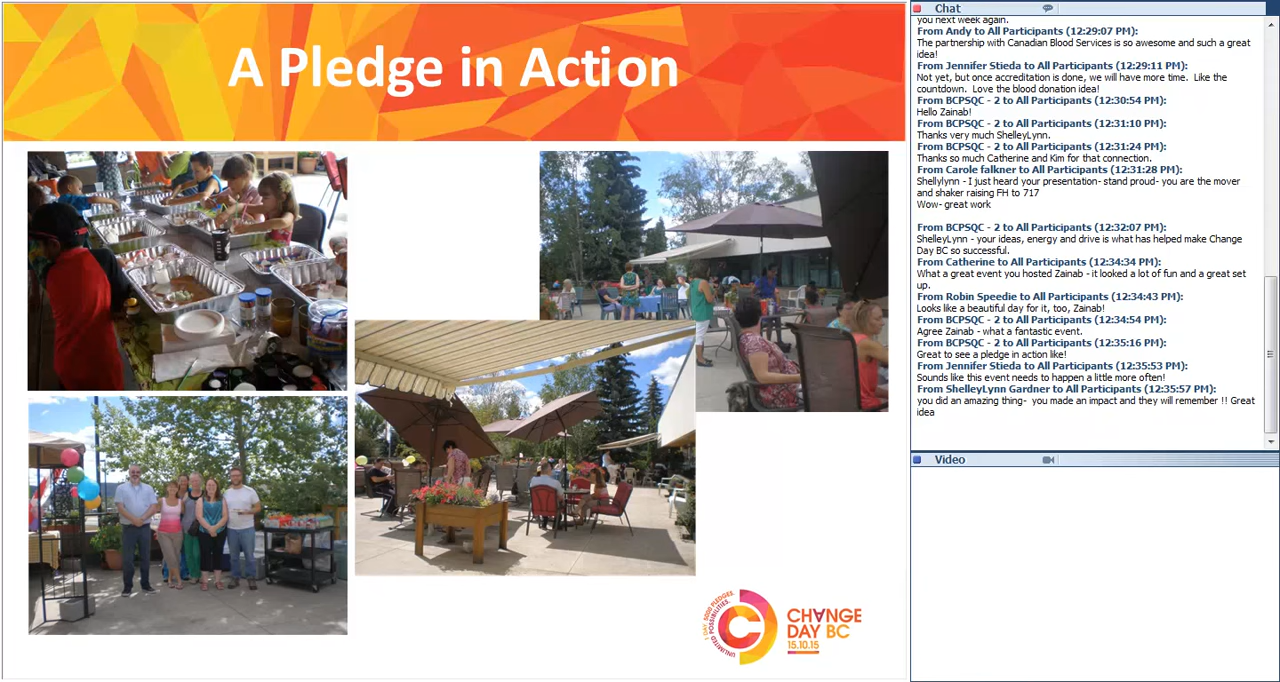 A Pledge in Action
1 DAY. 5000 PLEDGES.
UNLIMITED POSSIBILITIES.
CHANGE
DAY BC
15.10.15
Chat
you next week again.
From Andy to All Participants (12:29:07 PM):
The partnership with Canadian Blood Services is so awesome and such a great
idea!
From Jennifer Stieda to All Participants (12:29:11 PM):
Not yet, but once accreditation is done, we will have more time.  Like the
countdown.  Love the blood donation idea!
From BCPSQC - 2 to All Participants (12:30:54 PM):
Hello Zainab!
From BCPSQC - 2 to All Participants (12:31:10 PM):
Thanks very much ShelleyLynn.
From BCPSQC - 2 to All Participants (12:31:24 PM):
Thanks so much Catherine and Kim for that connection.
From Carole falkner to All Participants (12:31:28 PM):
Shellylynn - I just heard your presentation- stand proud- you are the mover
and shaker raising FH to 717
Wow- great work
From BCPSQC - 2 to All Participants (12:32:07 PM):
ShelleyLynn - your ideas, energy and drive is what has helped make Change
Day BC so successful.
From Catherine to All Participants (12:34:34 PM):
What a great event you hosted Zainab - it looked a lot of fun and a great set
up.
From Robin Speedie to All Participants (12:34:43 PM):
Looks like a beautiful day for it, too, Zainab!
From BCPSQC - 2 to All Participants (12:34:54 PM):
Agree Zainab - what a fantastic event.
From BCPSQC - 2 to All Participants (12:35:16 PM):
Great to see a pledge in action like!
From Jennifer Stieda to All Participants (12:35:53 PM):
Sounds like this event needs to happen a little more often!
From ShelleyLynn Gardner to All Participants (12:35:57 PM):
you did an amazing thing-  you made an impact and they will remember !! Great
idea
Video